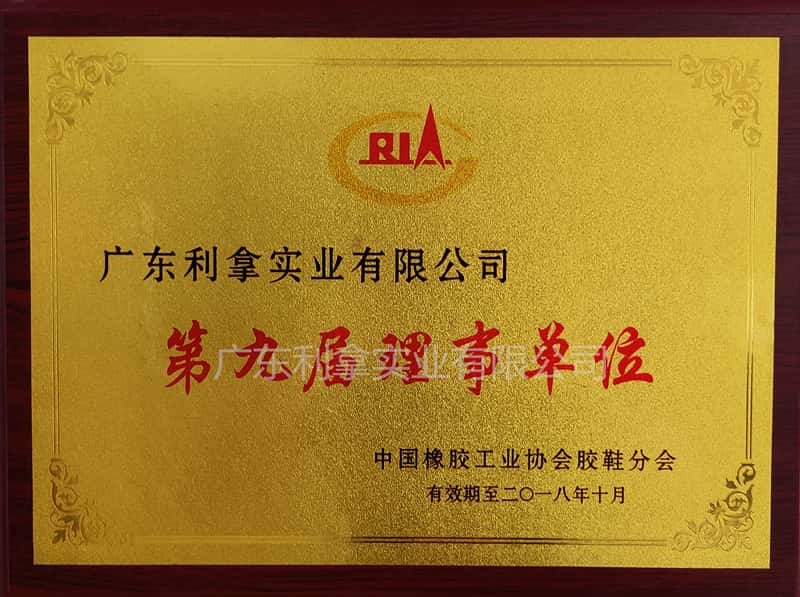 RIA
广东利拿实业有限公司
第九届理事单位
广东利拿实业有限公司
中国橡胶工业协会胶鞋分会
有效期至二〇一八年十月